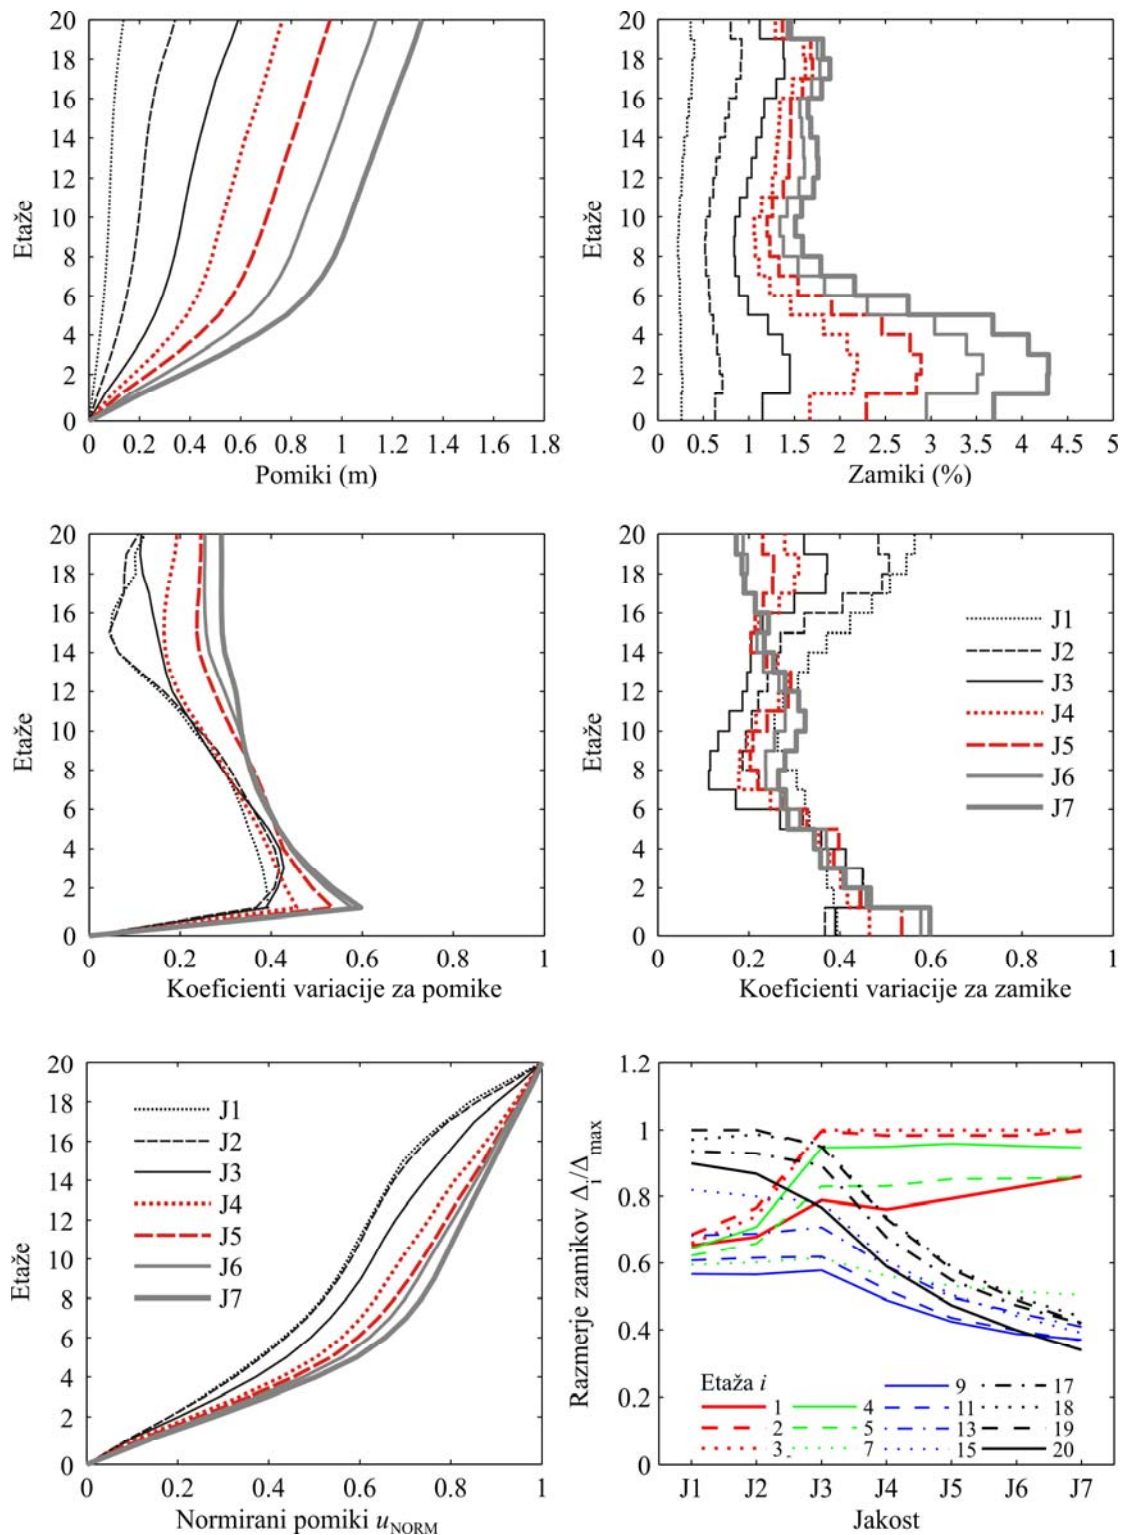 20
18
16
14
12
10
8
6
4
2
0
Etaže
0 0.2 0.4 0.6 0.8 1 1.2 1.4 1.6 1.8
Pomiki (m)
20
18
16
14
12
10
8
6
4
2
0
Etaže
0 0.5 1 1.5 2 2.5 3 3.5 4 4.5 5
Zamiki (%)
20
18
16
14
12
10
8
6
4
2
0
Etaže
0 0.2 0.4 0.6 0.8 1
Koeficienti variacije za pomike
20
18
16
14
12
10
8
6
4
2
0
Etaže
J1
J2
J3
J4
J5
J6
J7
0 0.2 0.4 0.6 0.8 1
Koeficienti variacije za zamike
20
18
16
14
12
10
8
6
4
2
0
Etaže
J1
J2
J3
J4
J5
J6
J7
0 0.2 0.4 0.6 0.8 1
Normirani pomiki uNORM
1.2
1
0.8
0.6
0.4
0.2
0
Razmerje zamikov Δi/Δmax
Etaža i
1
2
3
4
5
7
9
11
13
15
17
18
19
20
J1 J2 J3 J4 J5 J6 J7
Jakost